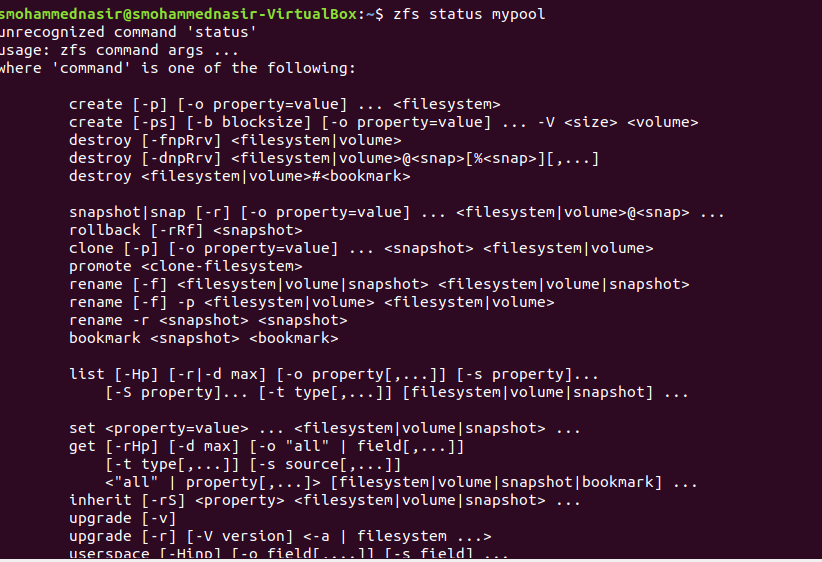 smohammednasir@smohammednasir-VirtualBox:~$ zfs status mypool
unrecognized command 'status'
usage: zfs command args ...
where 'command' is one of the following:
create [-p] [-o property=value] ... <filesystem>
create [-ps] [-b blocksize] [-o property=value] ... -V <size> <volume>
destroy [-fnpRrv] <filesystem|volume>
destroy [-dnpRrv] <filesystem|volume>@<snap>[%<snap>][,...]
destroy <filesystem|volume>#<bookmark>
snapshot|snap [-r] [-o property=value] ... <filesystem|volume>@<snap> ...
rollback [-rRf] <snapshot>
clone [-p] [-o property=value] ... <snapshot> <filesystem|volume>
promote <clone-filesystem>
rename [-f] <filesystem|volume|snapshot> <filesystem|volume|snapshot>
rename [-f] -p <filesystem|volume> <filesystem|volume>
rename -r <snapshot> <snapshot>
bookmark <snapshot> <bookmark>
list [-Hp] [-r|-d max] [-o property[,...]] [-s property]...
[-S property]... [-t type[,...]] [filesystem|volume|snapshot] ...
set <property=value> ... <filesystem|volume|snapshot> ...
get [-rHp] [-d max] [-o "all" | field[,...]]
[-t type[,...]] [-s source[,...]]
<"all" | property[,...]> [filesystem|volume|snapshot|bookmark] ...
inherit [-rS] <property> <filesystem|volume|snapshot> ...
upgrade [-v]
upgrade [-r] [-V version] <-a | filesystem ...>
userspace [-Hinp] [-o field[,...]] [-s field] ...